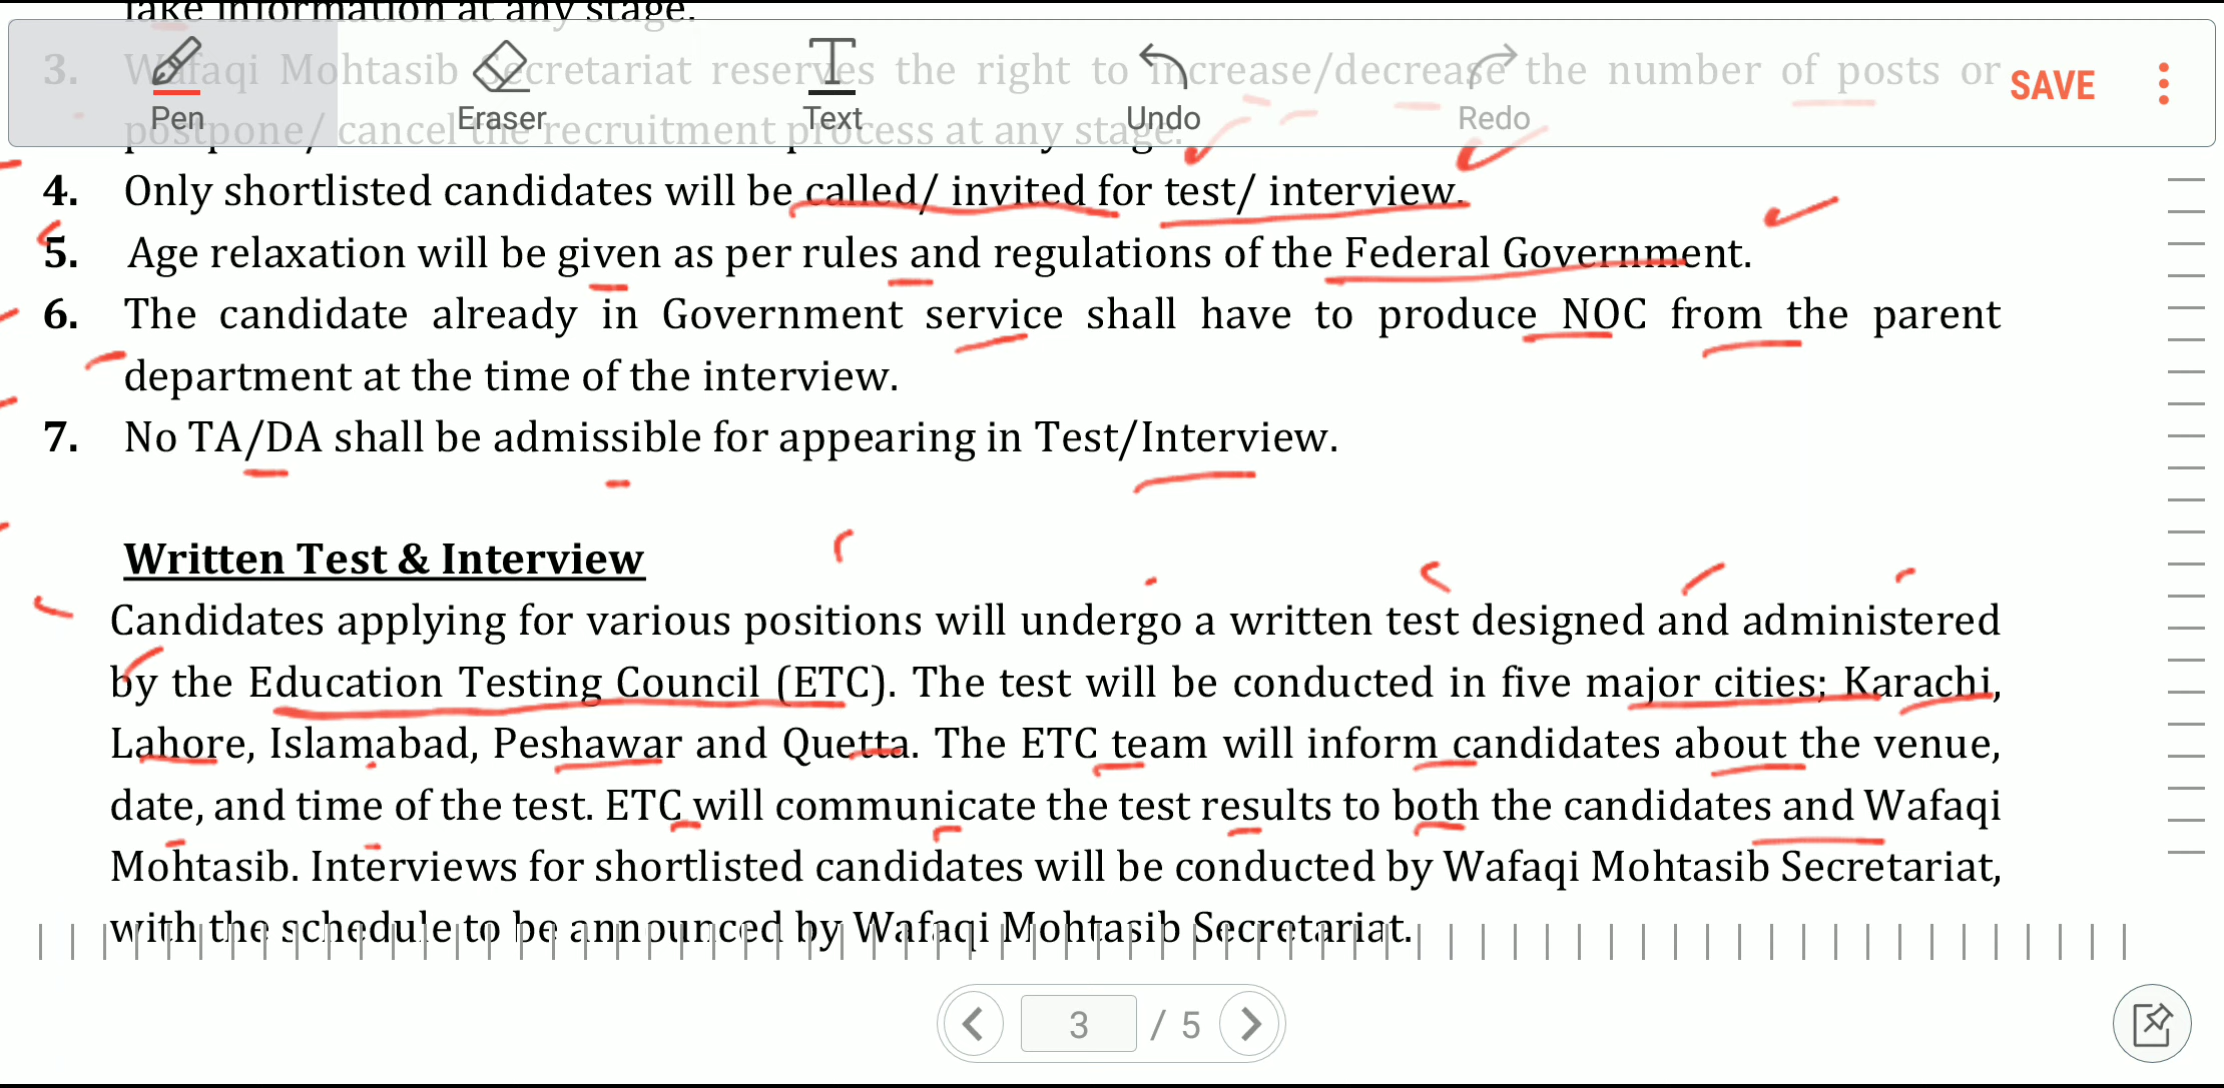 fake information at any stage.
3. Wafaqi Mohtasib Secretariat reserves the right to increase/decrease the number of posts or
postpone/ cancel the recruitment process at any stage.
Pen
Eraser
Text
Undo
Redo
SAVE
4. Only shortlisted candidates will be called/ invited for test/ interview.
5. Age relaxation will be given as per rules and regulations of the Federal Government.
6. The candidate already in Government service shall have to produce NOC from the parent
department at the time of the interview.
7. No TA/DA shall be admissible for appearing in Test/Interview.
Written Test & Interview
Candidates applying for various positions will undergo a written test designed and administered
by the Education Testing Council (ETC). The test will be conducted in five major cities; Karachi,
Lahore, Islamabad, Peshawar and Quetta. The ETC team will inform candidates about the venue,
date, and time of the test. ETC will communicate the test results to both the candidates and Wafaqi
Mohtasib. Interviews for shortlisted candidates will be conducted by Wafaqi Mohtasib Secretariat,
with the schedule to be announced by Wafaqi Mohtasib Secretariat.
3 / 5